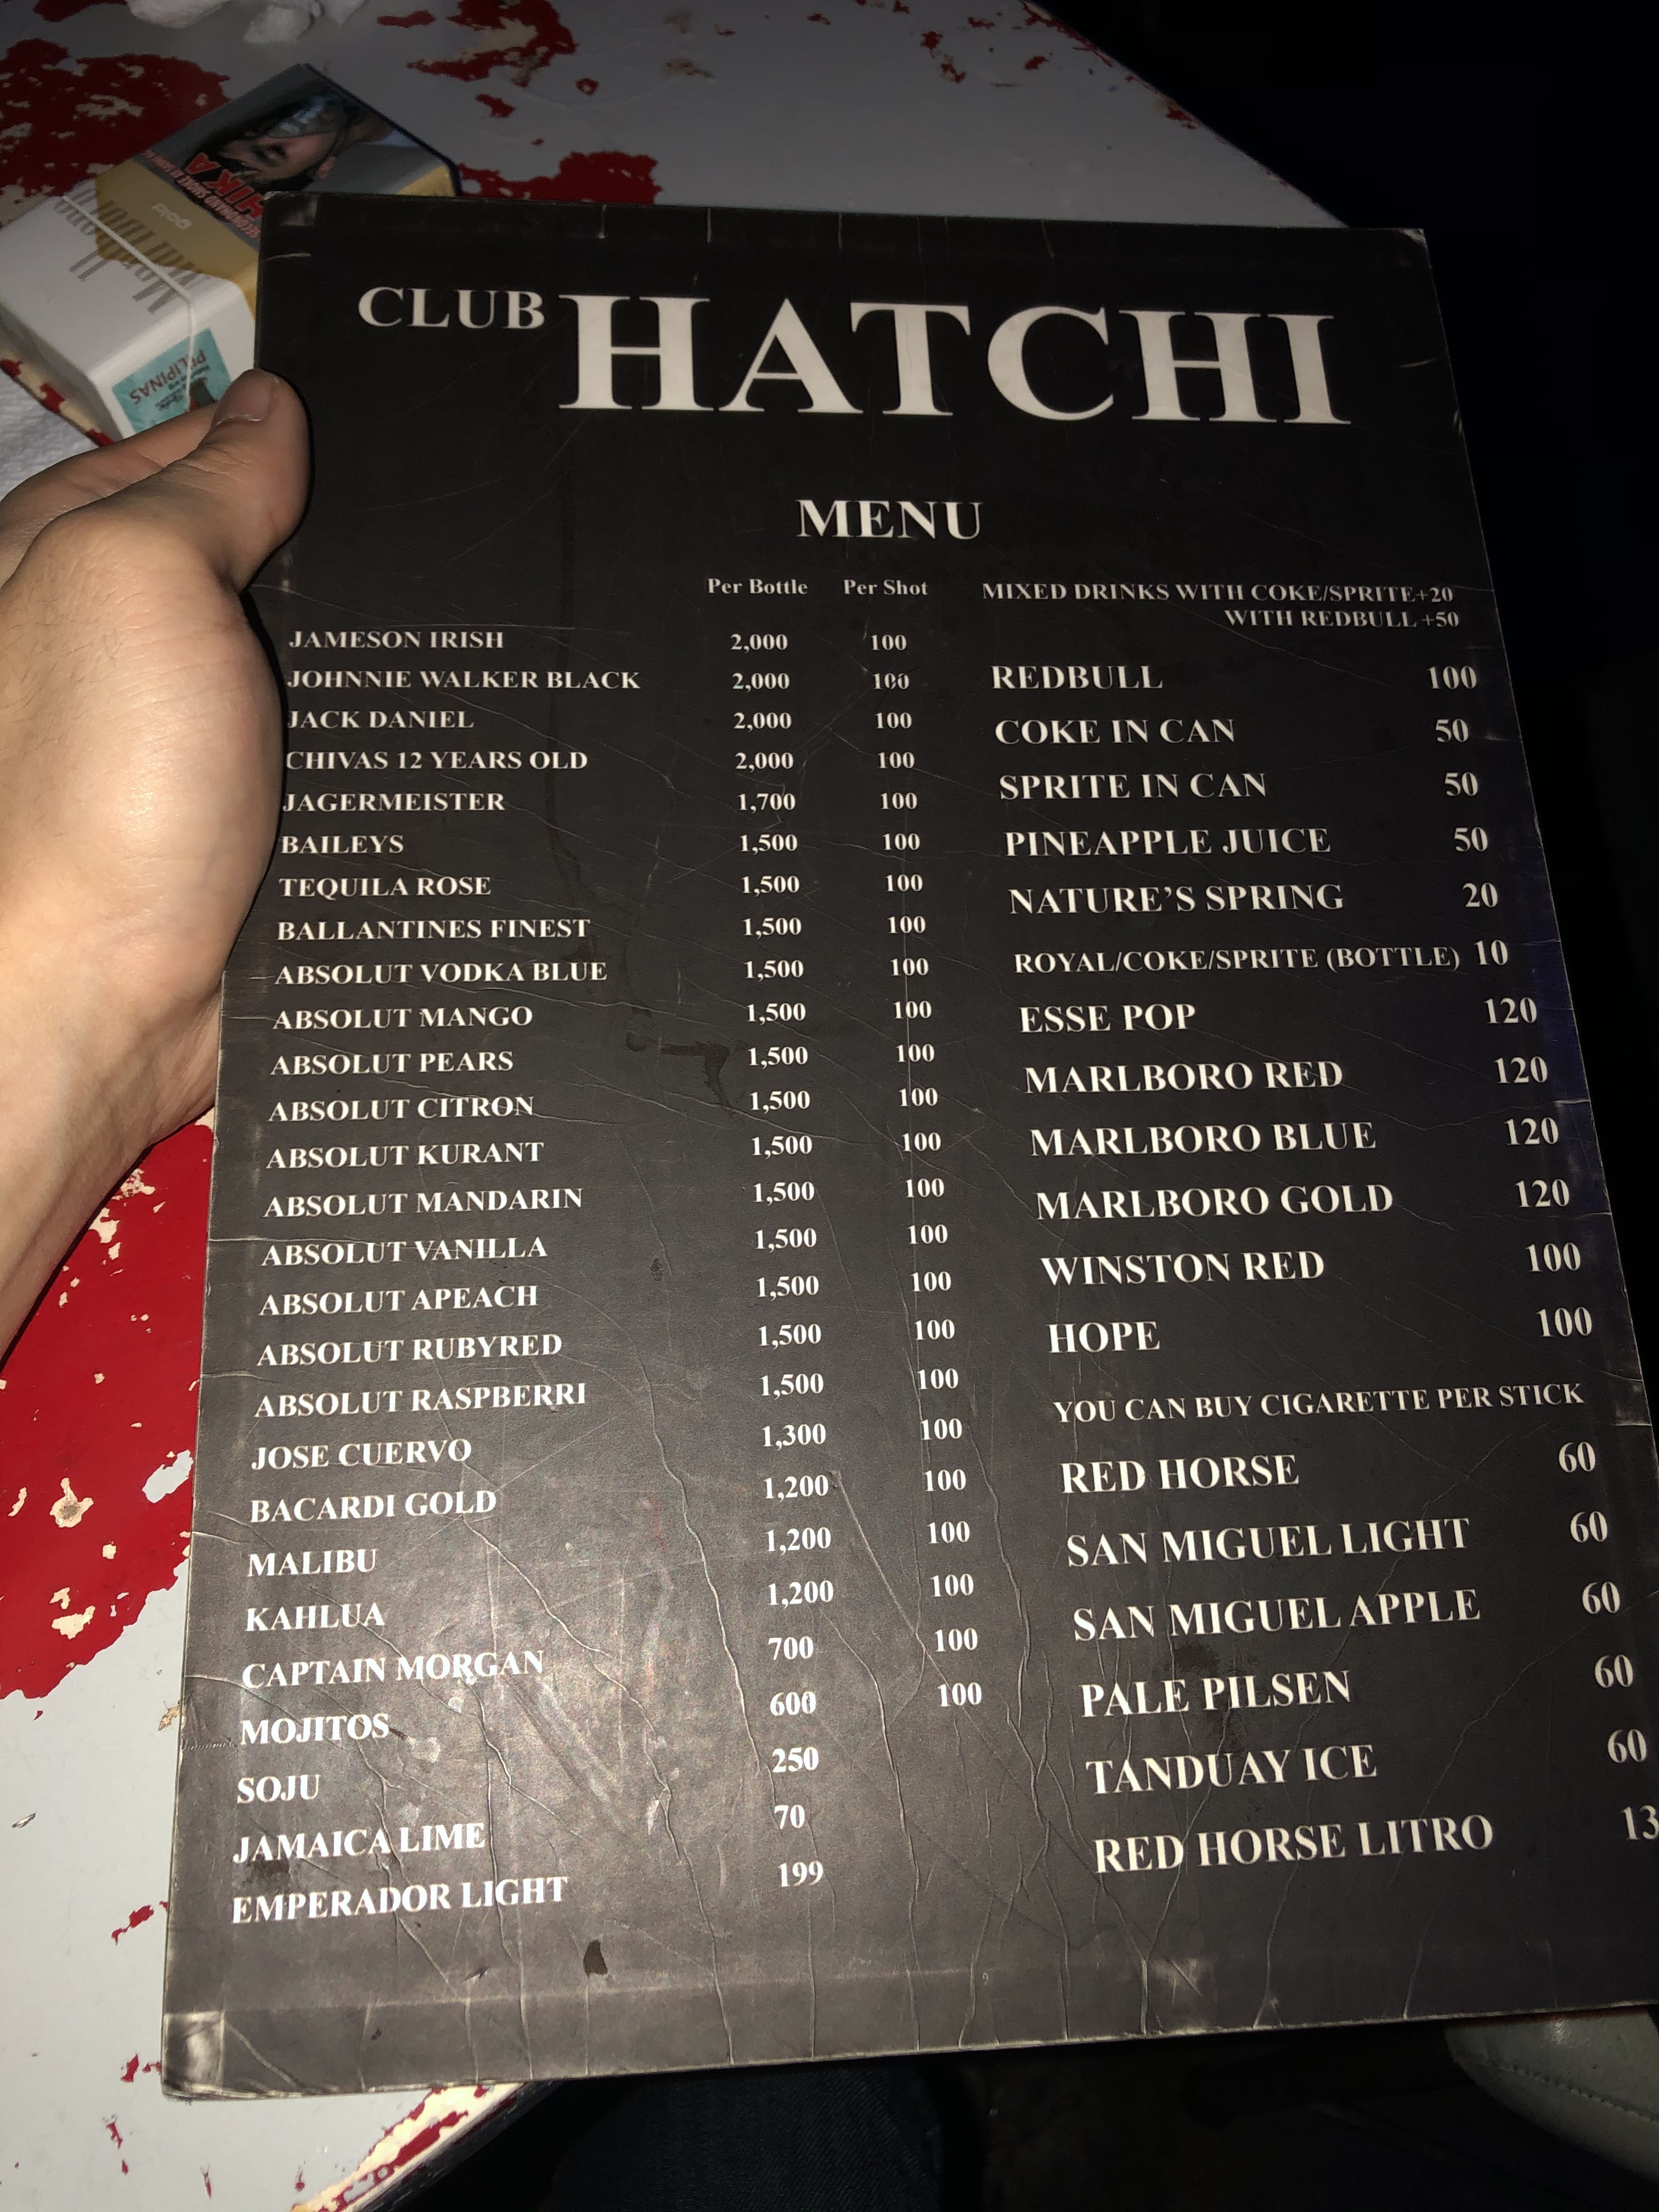 SECONDHAND SMOKE
HIKA
gold
Marlboro
PILIPINAS
CLUB HATCHI
MENU
Per Bottle Per Shot
JAMESON IRISH 2,000 100
JOHNNIE WALKER BLACK 2,000 100
JACK DANIEL 2,000 100
CHIVAS 12 YEARS OLD 2,000 100
JAGERMEISTER 1,700 100
BAILEYS 1,500 100
TEQUILA ROSE 1,500 100
BALLANTINES FINEST 1,500 100
ABSOLUT VODKA BLUE 1,500 100
ABSOLUT MANGO 1,500 100
ABSOLUT PEARS 1,500 100
ABSOLUT CITRON 1,500 100
ABSOLUT KURANT 1,500 100
ABSOLUT MANDARIN 1,500 100
ABSOLUT VANILLA 1,500 100
ABSOLUT APEACH 1,500 100
ABSOLUT RUBYRED 1,500 100
ABSOLUT RASPBERRI 1,500 100
JOSE CUERVO 1,300 100
BACARDI GOLD 1,200 100
MALIBU 1,200 100
KAHLUA 1,200 100
CAPTAIN MORGAN 700 100
MOJITOS 600 100
SOJU 250
JAMAICA LIME 70
EMPERADOR LIGHT 199
MIXED DRINKS WITH COKE/SPRITE+20
WITH REDBULL +50
REDBULL 100
COKE IN CAN 50
SPRITE IN CAN 50
PINEAPPLE JUICE 50
NATURE'S SPRING 20
ROYAL/COKE/SPRITE (BOTTLE) 10
ESSE POP 120
MARLBORO RED 120
MARLBORO BLUE 120
MARLBORO GOLD 120
WINSTON RED 100
HOPE 100
YOU CAN BUY CIGARETTE PER STICK
RED HORSE 60
SAN MIGUEL LIGHT 60
SAN MIGUEL APPLE 60
PALE PILSEN 60
TANDUAY ICE 60
RED HORSE LITRO 13